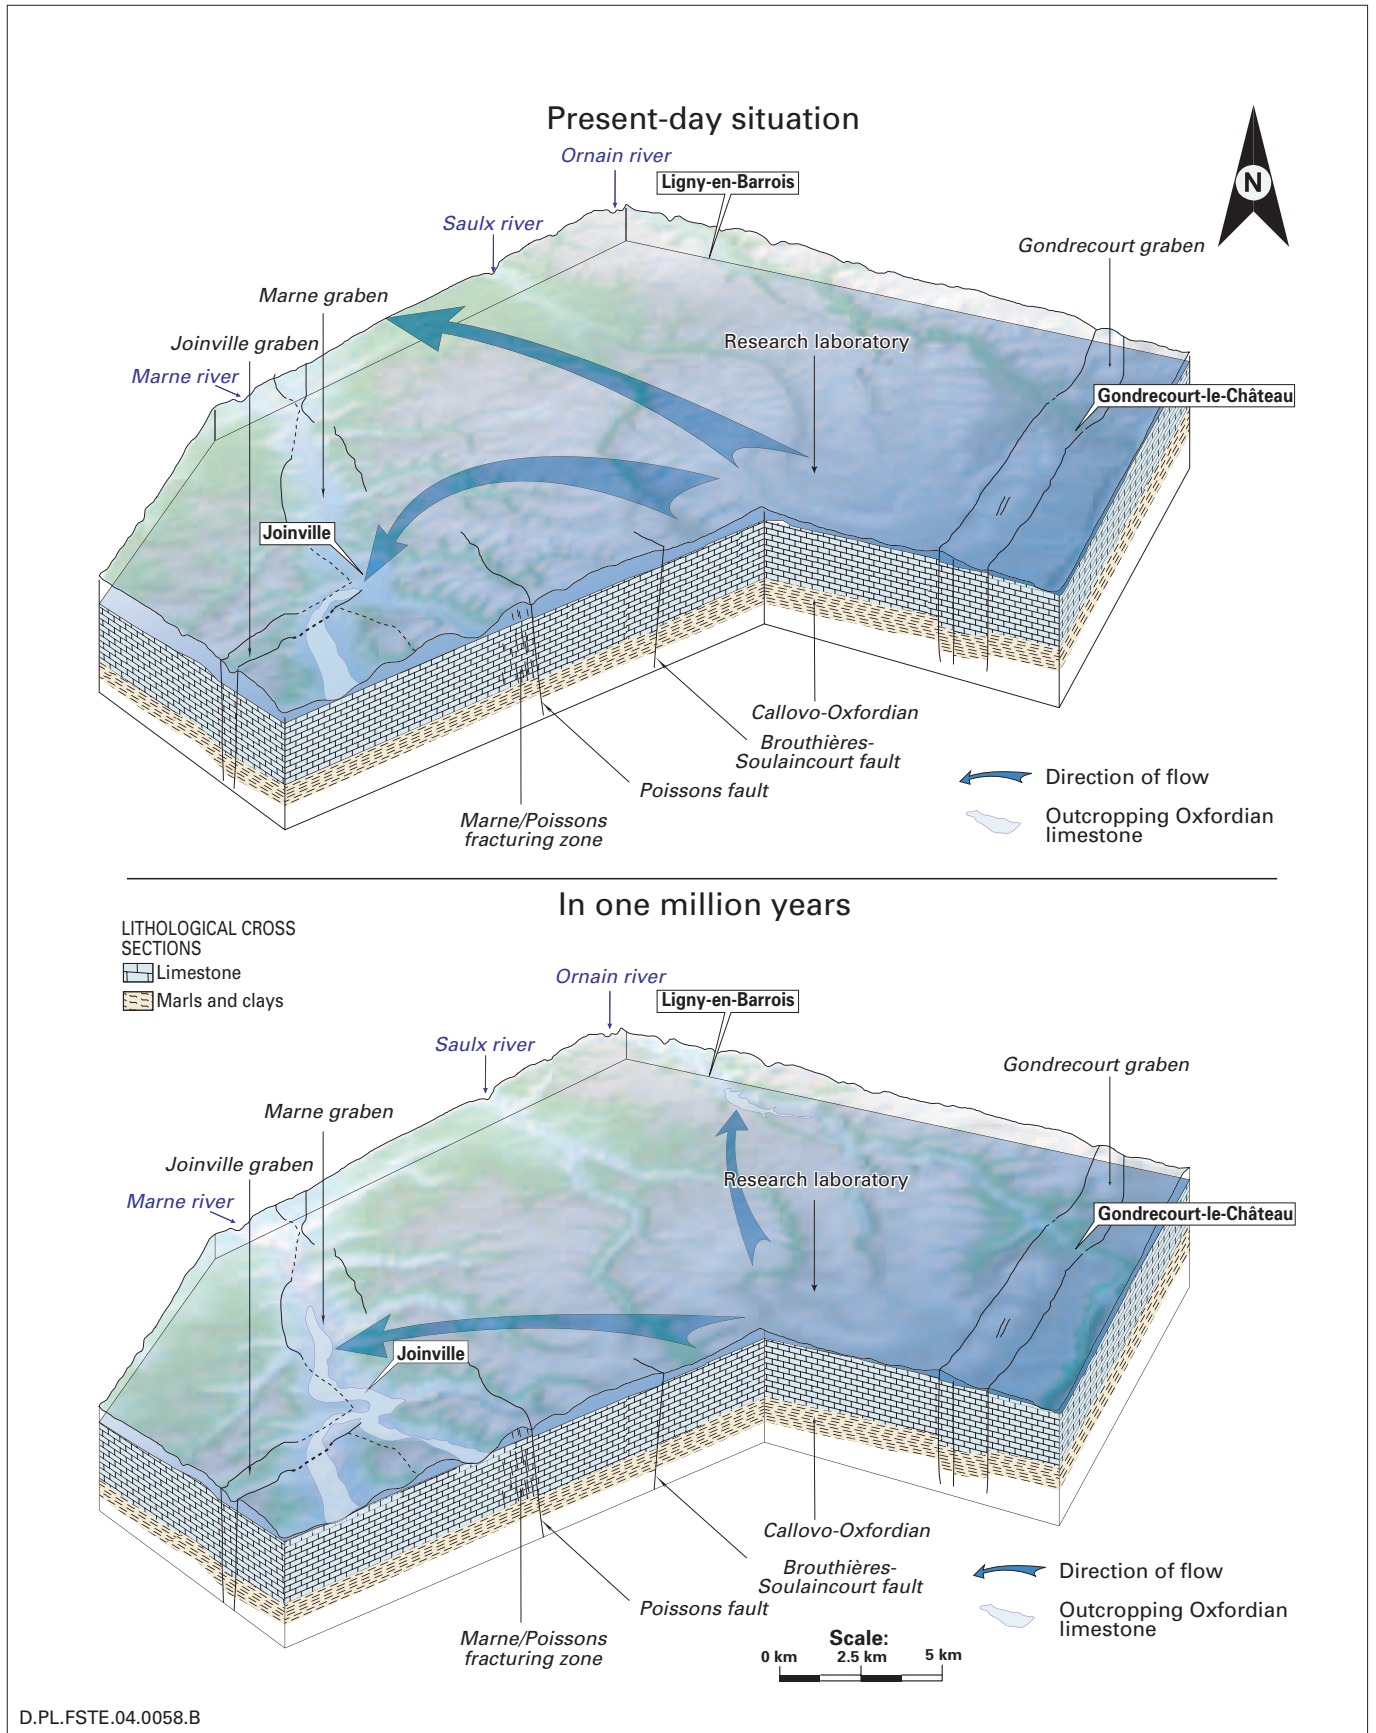 Present-day situation
Ornain river
Ligny-en-Barrois
N
Saulx river
Gondrecourt graben
Marne graben
Joinville graben
Research laboratory
Marne river
Gondrecourt-le-Château
Joinville
Callovo-Oxfordian
Brouthières-
Soulaincourt fault
Poissons fault
Marne/Poissons
fracturing zone
Direction of flow
Outcropping Oxfordian
limestone
In one million years
LITHOLOGICAL CROSS
SECTIONS
Limestone
Marls and clays
Ornain river
Ligny-en-Barrois
Saulx river
Gondrecourt graben
Marne graben
Joinville graben
Research laboratory
Marne river
Gondrecourt-le-Château
Joinville
Callovo-Oxfordian
Brouthières-
Soulaincourt fault
Poissons fault
Marne/Poissons
fracturing zone
Direction of flow
Outcropping Oxfordian
limestone
Scale:
0 km 2.5 km 5 km
D.PL.FSTE.04.0058.B